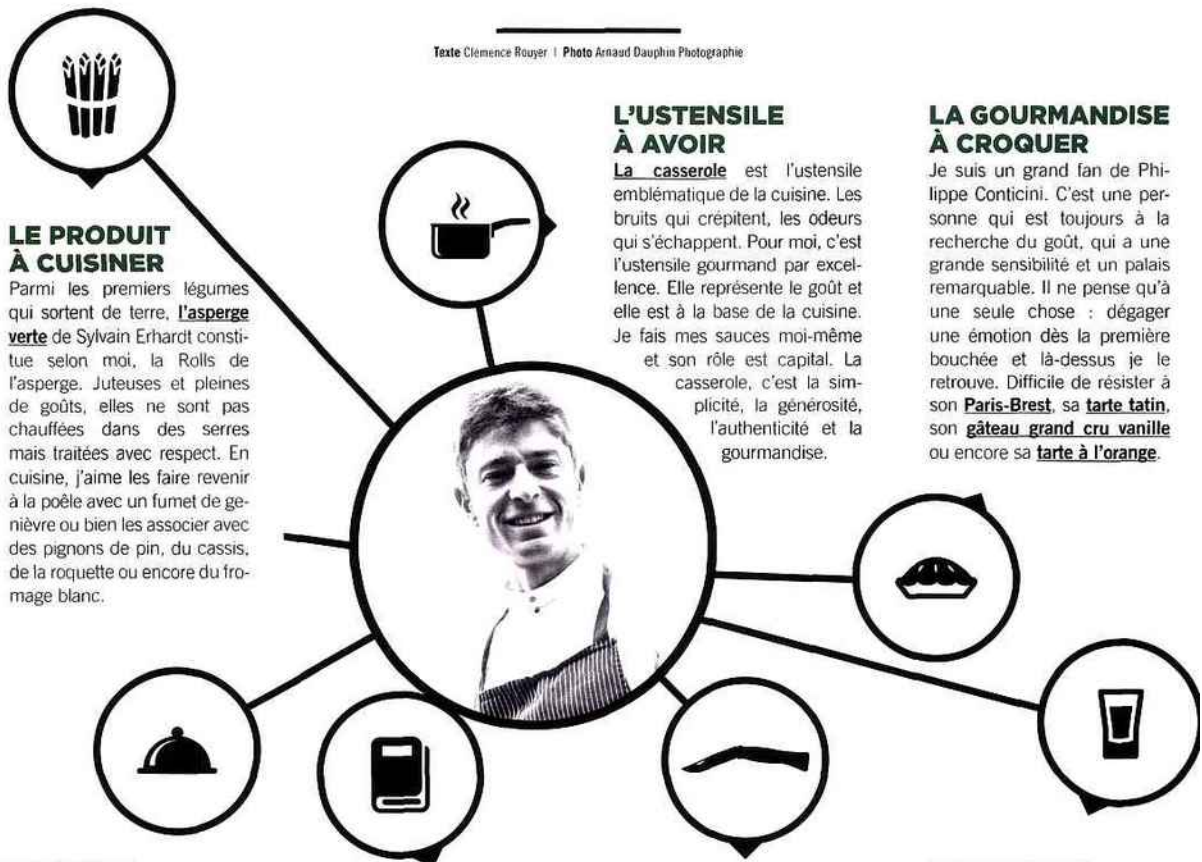 Texte Clémence Rouyer | Photo Arnaud Dauphin Photographie
LE PRODUIT
À CUISINER
Parmi les premiers légumes
qui sortent de terre, l'asperge
verte de Sylvain Erhardt consti-
tue selon moi, la Rolls de
l'asperge. Juteuses et pleines
de goûts, elles ne sont pas
chauffées dans des serres
mais traitées avec respect. En
cuisine, j'aime les faire revenir
à la poêle avec un fumet de ge-
nièvre ou bien les associer avec
des pignons de pin, du cassis,
de la roquette ou encore du fro-
mage blanc.
L'USTENSILE
À AVOIR
La casserole est l'ustensile
emblématique de la cuisine. Les
bruits qui crépitent, les odeurs
qui s'échappent. Pour moi, c'est
l'ustensile gourmand par excel-
lence. Elle représente le goût et
elle est à la base de la cuisine.
Je fais mes sauces moi-même
et son rôle est capital. La
casserole, c'est la sim-
plicité, la générosité,
l'authenticité et la
gourmandise.
LA GOURMANDISE
À CROQUER
Je suis un grand fan de Phi-
lippe Conticini. C'est une per-
sonne qui est toujours à la
recherche du goût, qui a une
grande sensibilité et un palais
remarquable. Il ne pense qu'à
une seule chose : dégager
une émotion dès la première
bouchée et là-dessus je le
retrouve. Difficile de résister à
son Paris-Brest, sa tarte tatin,
son gâteau grand cru vanille
ou encore sa tarte à l'orange.